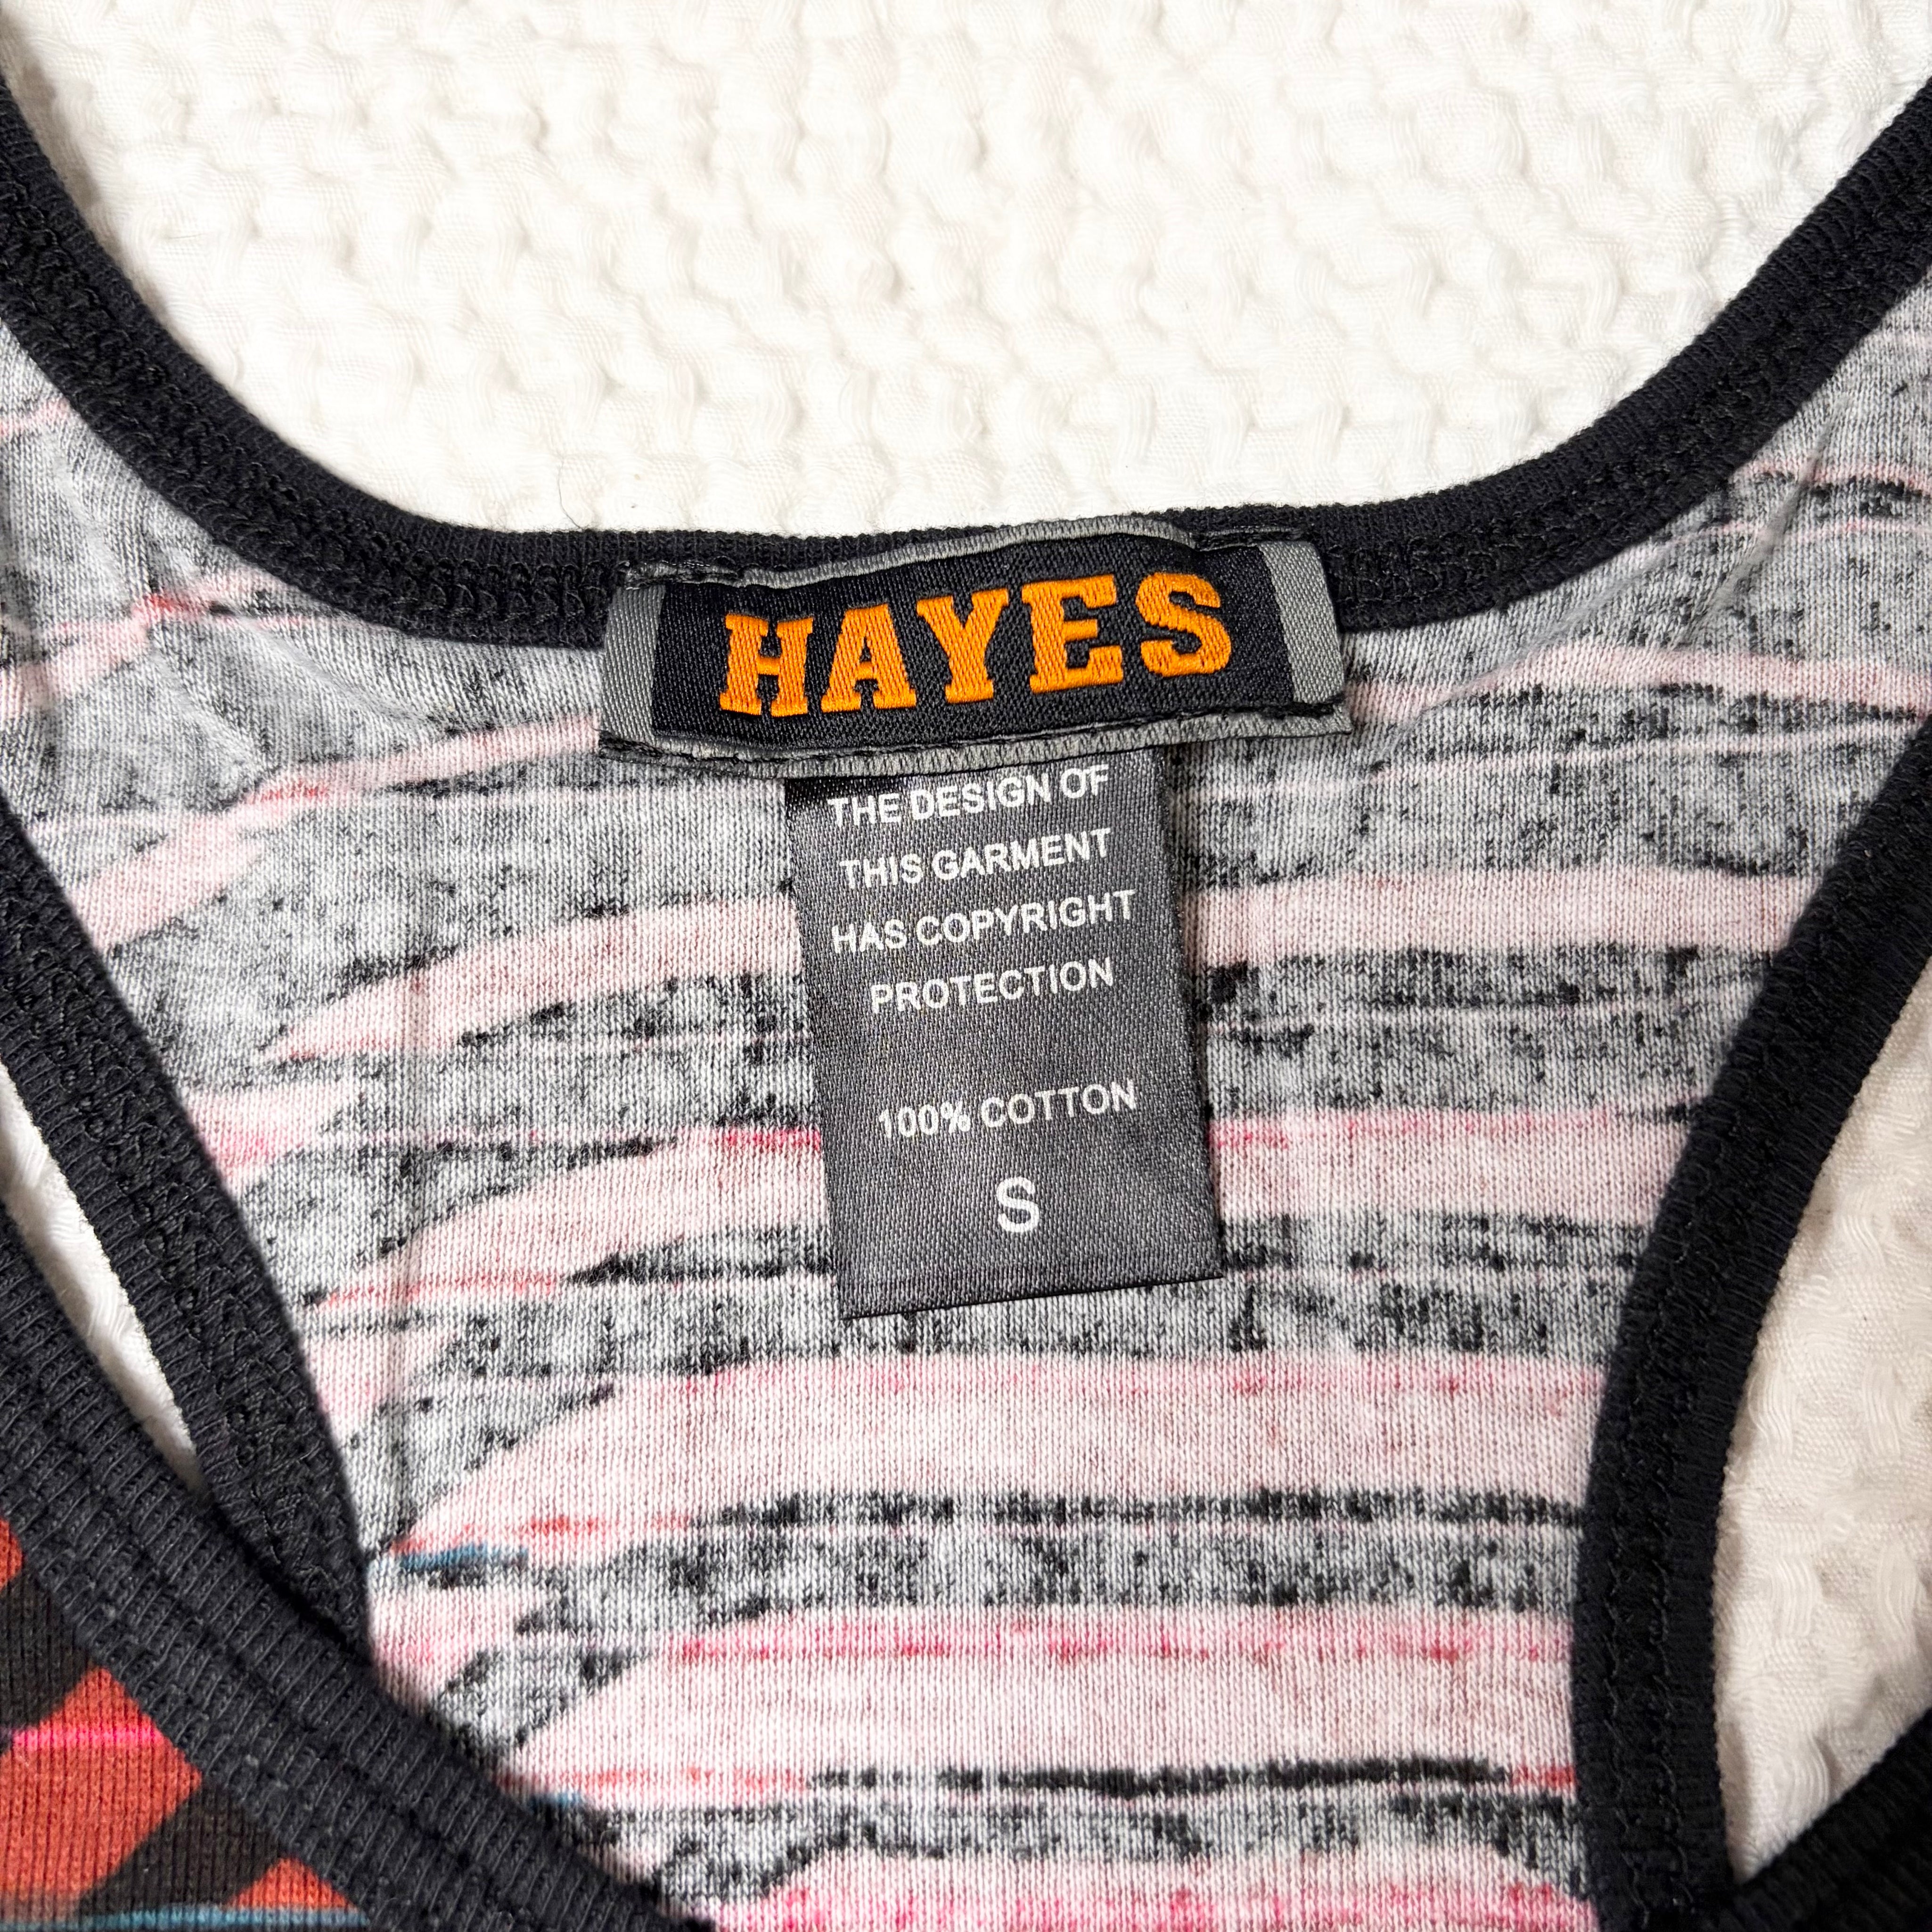 HAYES
THE DESIGN OF
THIS GARMENT
HAS COPYRIGHT
PROTECTION
100% COTTON
S